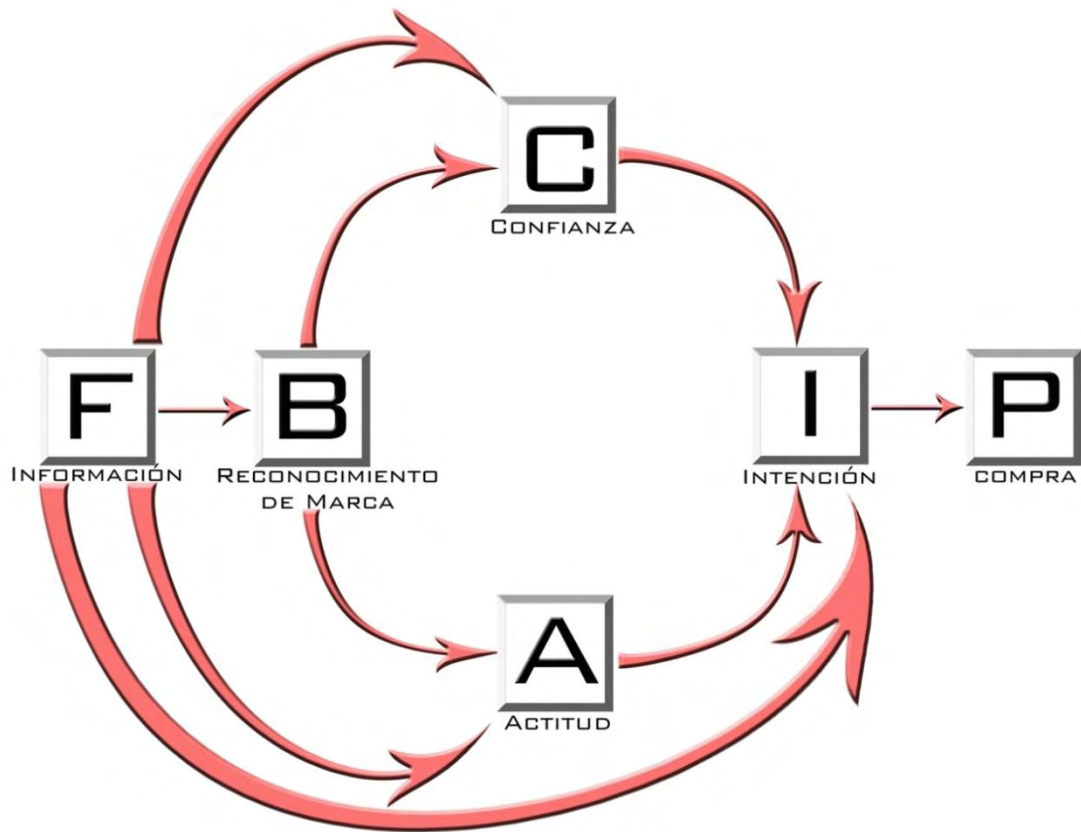 C
CONFIANZA
F
INFORMACIÓN
B
RECONOCIMIENTO
DE MARCA
I
INTENCIÓN
P
COMPRA
A
ACTITUD